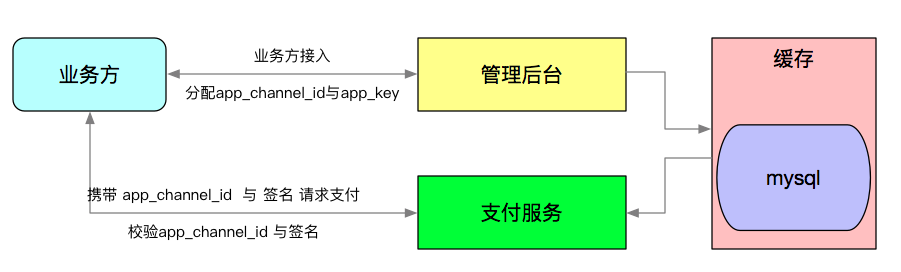 业务方
业务方接入
分配app_channel_id与app_key
管理后台
缓存
mysql
携带 app_channel_id 与 签名 请求支付
校验app_channel_id 与签名
支付服务